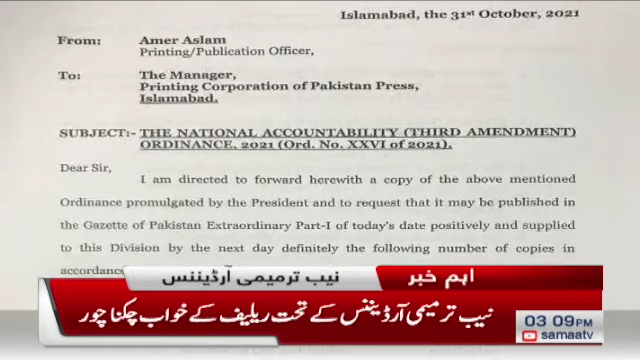 Islamabad, the 31st October, 2021
From: Amer Aslam
Printing/Publication Officer,
To: The Manager,
Printing Corporation of Pakistan Press,
Islamabad.
SUBJECT:- THE NATIONAL ACCOUNTABILITY (THIRD AMENDMENT)
ORDINANCE, 2021 (Ord. No. XXVI of 2021).
Dear Sir,
I am directed to forward herewith a copy of the above mentioned
Ordinance promulgated by the President and to request that it may be published in
the Gazette of Pakistan Extraordinary Part-I of today's date positively and supplied
to this Division by the next day definitely the following number of copies in
accordance
اہم خبر
نیب ترمیمی آرڈیننس
نیب ترمیمی آرڈیننس کے تحت ریلیف کے خواب چکنا چور
03 09PM
samaatv